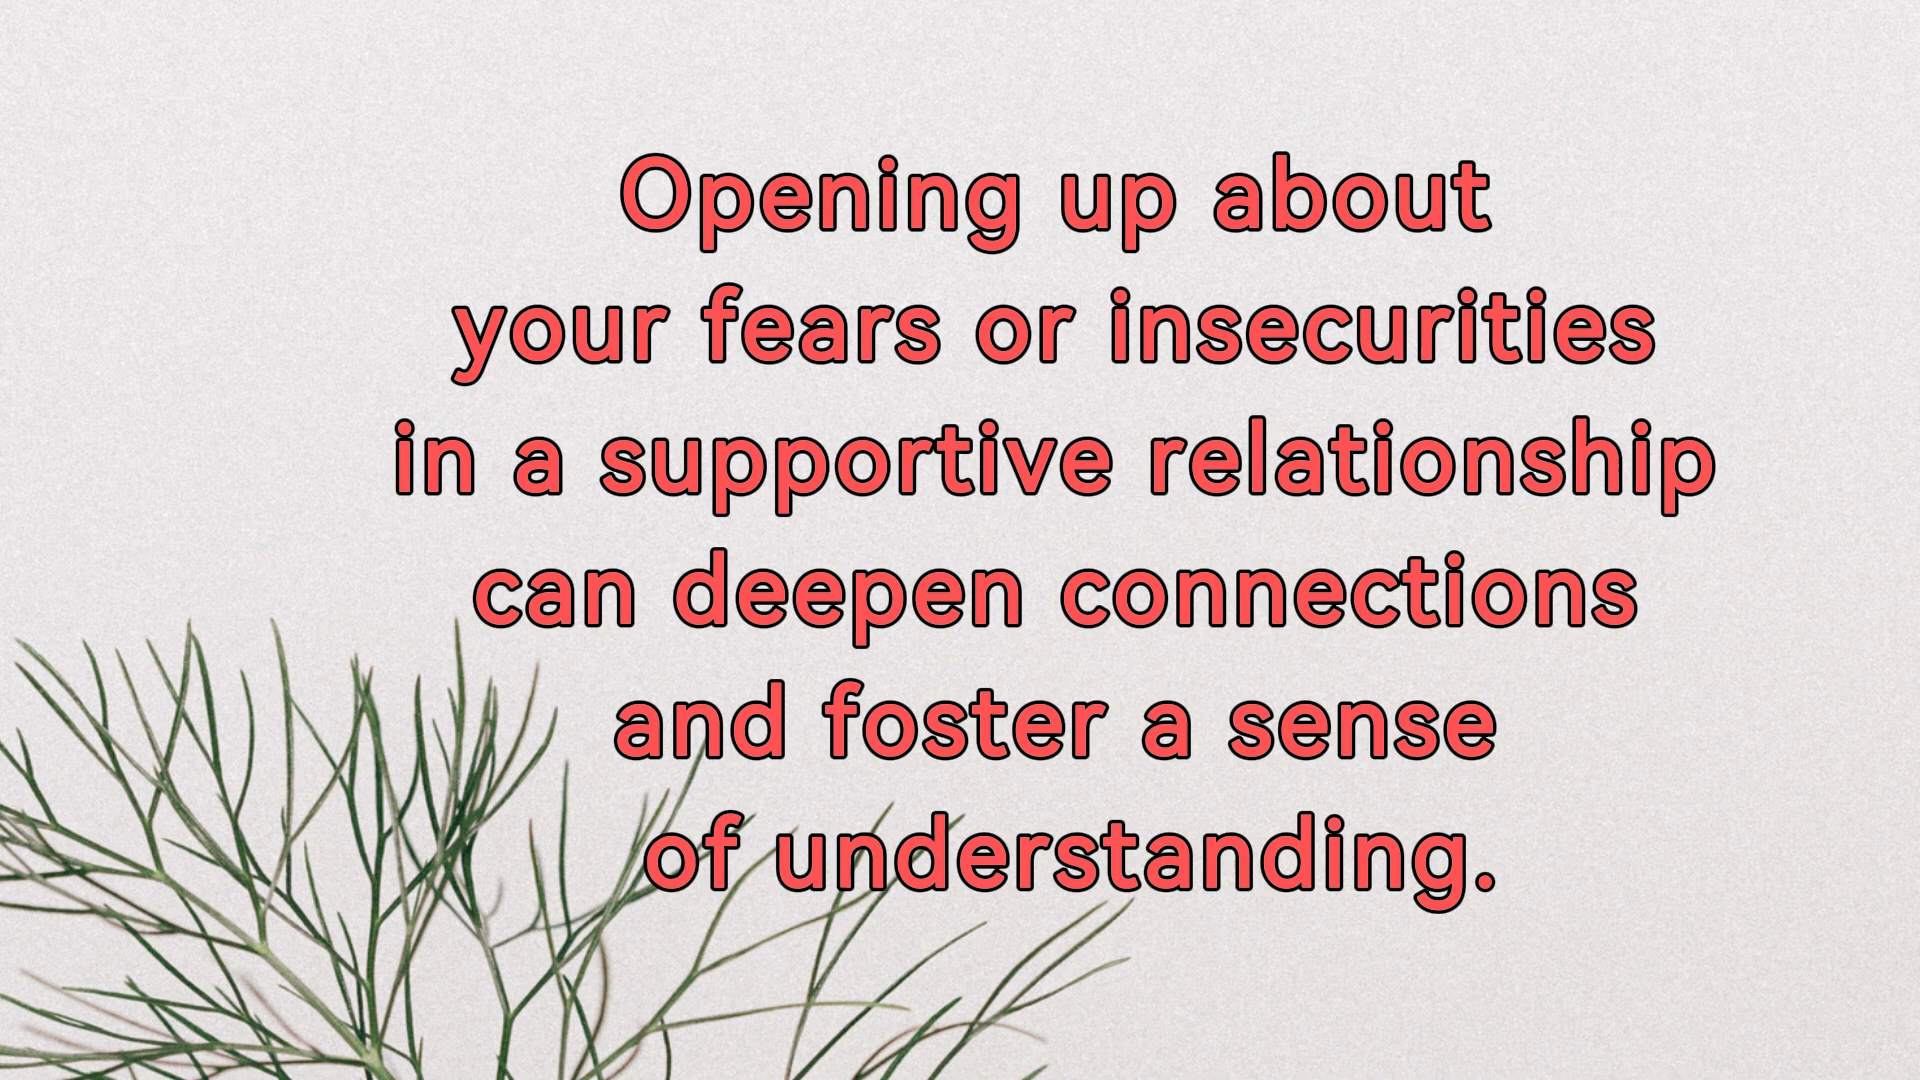 Opening up about
your fears or insecurities
in a supportive relationship
can deepen connections
and foster a sense
of understanding.